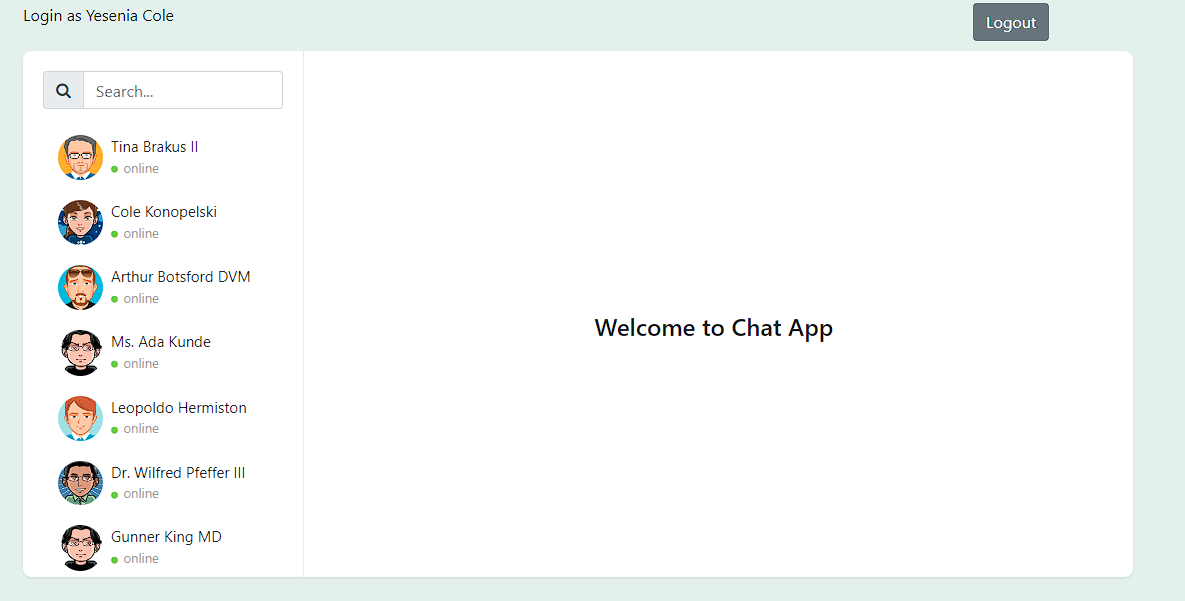 Login as Yesenia Cole
Logout
Search...
Tina Brakus II
online
Cole Konopelski
online
Arthur Botsford DVM
online
Ms. Ada Kunde
online
Leopoldo Hermiston
online
Dr. Wilfred Pfeffer III
online
Gunner King MD
online
Welcome to Chat App